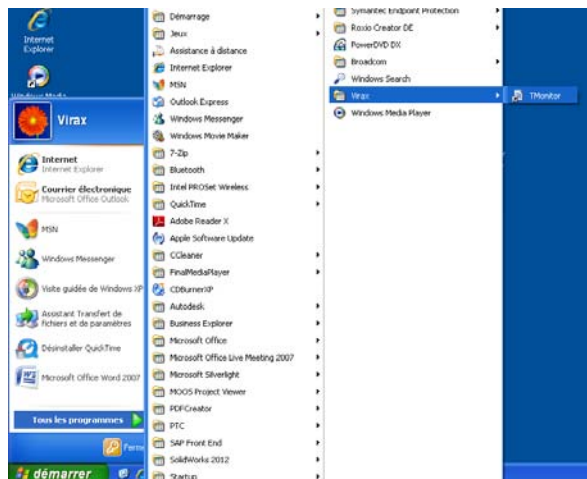 Internet
Explorer
Windows Media
Virax
Internet
Internet Explorer
Courrier électronique
Microsoft Office Outlook
MSN
Windows Messenger
Visite guidée de Windows XP
Assistant Transfert de
fichiers et de paramètres
Désinstaller QuickTime
Microsoft Office Word 2007
Tous les programmes
Ferme
démarrer
Démarrage
Jeux
Assistance à distance
Internet Explorer
MSN
Outlook Express
Windows Messenger
Windows Movie Maker
7-Zip
Bluetooth
Intel PROSet Wireless
QuickTime
Adobe Reader X
Apple Software Update
CCleaner
FinalMediaPlayer
CDBurnerXP
Autodesk
Business Explorer
Microsoft Office
Microsoft Office Live Meeting 2007
Microsoft Silverlight
MOOS Project Viewer
PDFCreator
PTC
SAP Front End
SolidWorks 2012
Startup
Symantec Endpoint Protection
Roxio Creator DE
PowerDVD DX
Broadcom
Windows Search
Virax
Windows Media Player
TMonitor